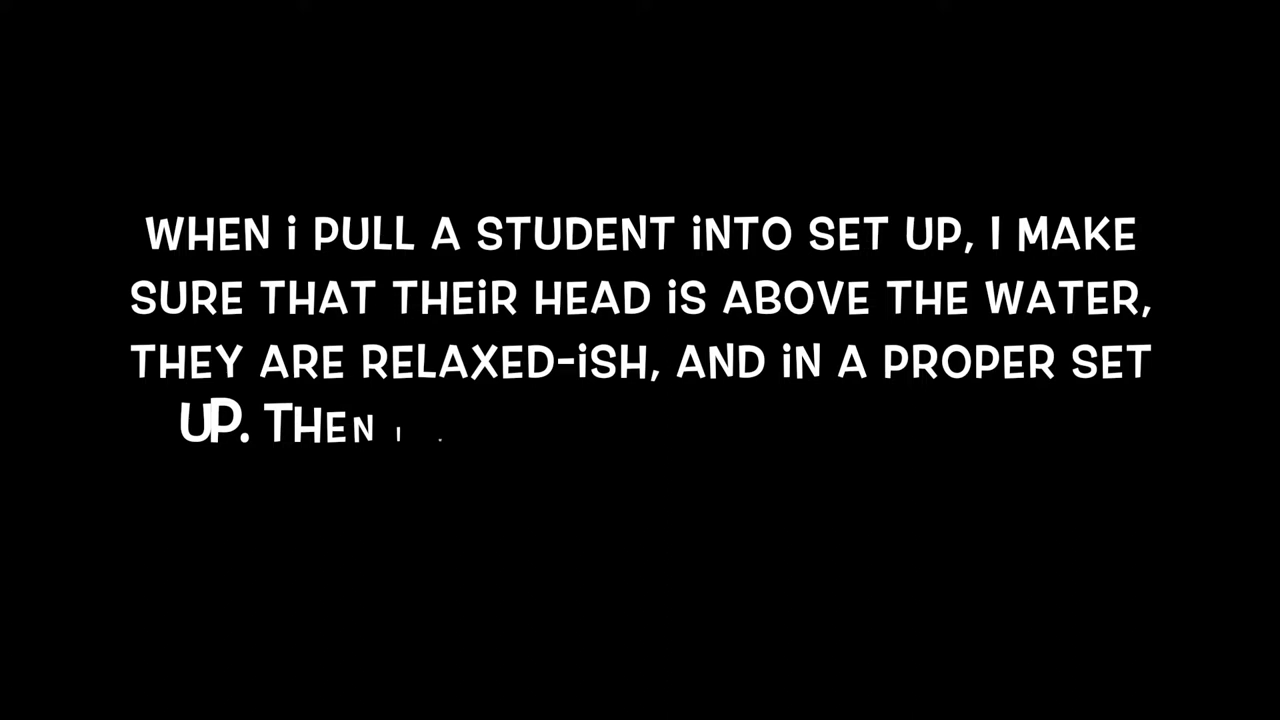 WHEN i PULL A STUDENT iNTO SET UP, I MAKE
SURE THAT THEiR HEAD iS ABOVE THE WATER,
THEY ARE RELAXED-iSH, AND iN A PROPER SET
UP. THEN I